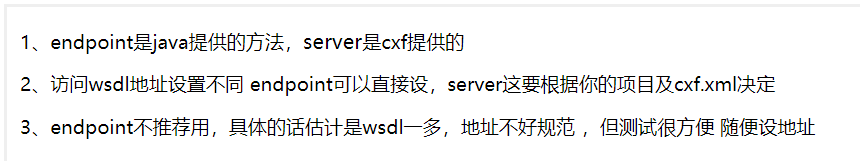 1、endpoint是java提供的方法，server是cxf提供的
2、访问wsdl地址设置不同 endpoint可以直接设，server这要根据你的项目及cxf.xml决定
3、endpoint不推荐用，具体的话估计是wsdl一多，地址不好规范 ，但测试很方便 随便设地址